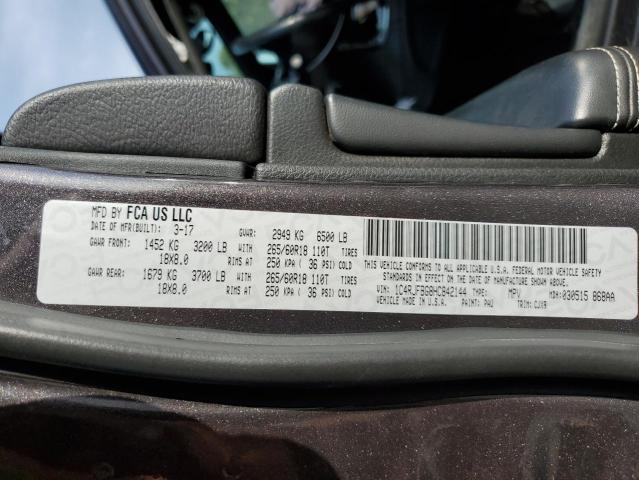 MFD BY FCA US LLC
DATE OF MFR(BUILT): 3-17 GVWR: 2949 KG 6500 LB
GAWR FRONT: 1452 KG 3200 LB WITH 265/60R18 110T
18X8.0 RIMS AT 250 KPA ( 36 PSI) COLD
GAWR REAR: 1679 KG 3700 LB WITH 265/60R18 110T
18X8.0 RIMS AT 250 KPA ( 36 PSI) COLD
THIS VEHICLE CONFORMS TO ALL APPLICABLE U.S.A. FEDERAL MOTOR VEHICLE SAFETY
STANDARDS IN EFFECT ON THE DATE OF MANUFACTURE SHOWN ABOVE.
VIN: 1C4RJFBG8HC842144 TYPE: MPV MDH: 030515 868AA
VEHICLE MADE IN U.S.A. PAINT: PAU TRIM: CJX9